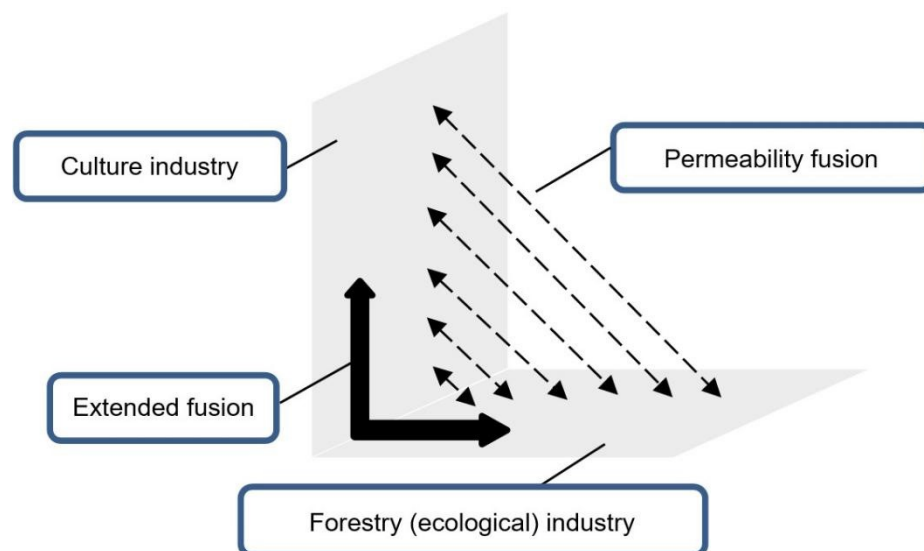 Culture industry
Permeability fusion
Extended fusion
Forestry (ecological) industry